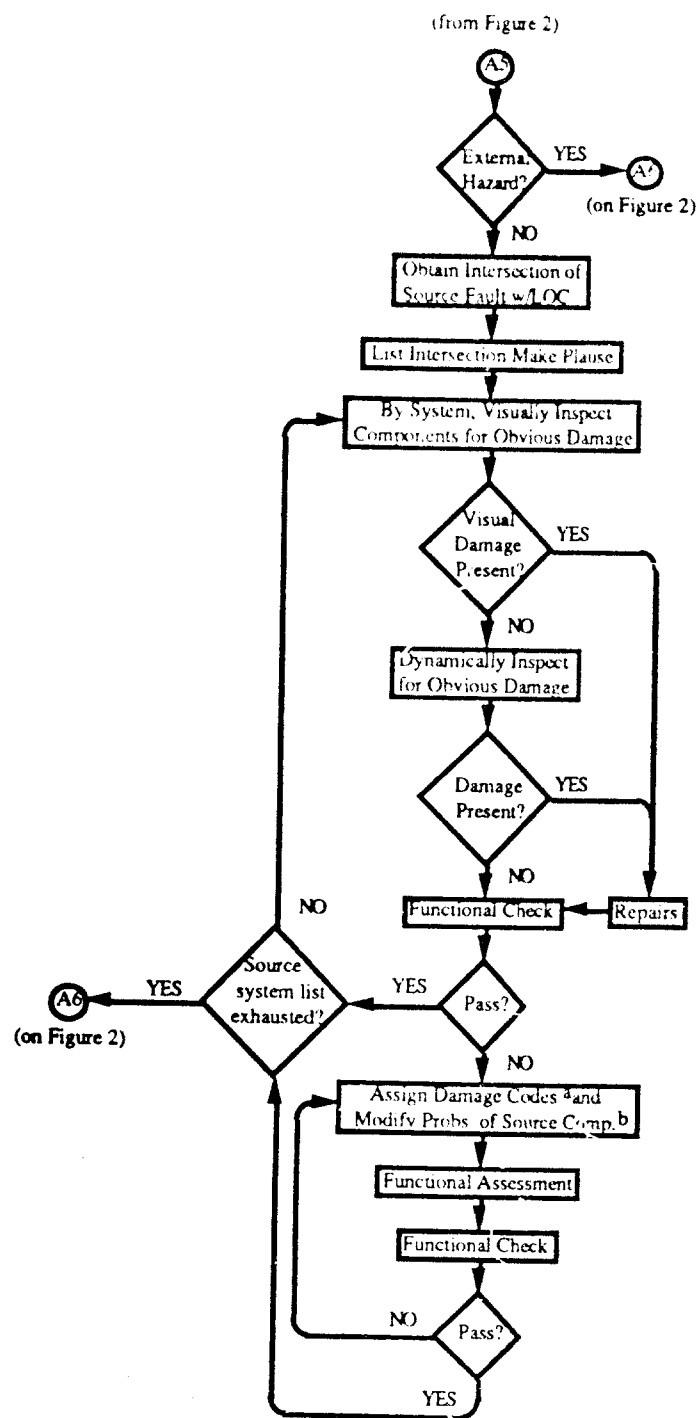 (from Figure 2)
A5
External
Hazard?
YES
(on Figure 2)
NO
Obtain Intersection of
Source Fault w/LOC
List Intersection Make Plause
By System, Visually Inspect
Components for Obvious Damage
Visual
Damage
Present?
YES
NO
Dynamically Inspect
for Obvious Damage
Damage
Present?
YES
NO
Functional Check
Repairs
NO
Source
system list
exhausted?
YES
A6
(on Figure 2)
YES
Pass?
NO
Assign Damage Codes a and
Modify Probs. of Source Comp. b
Functional Assessment
Functional Check
NO
Pass?
YES